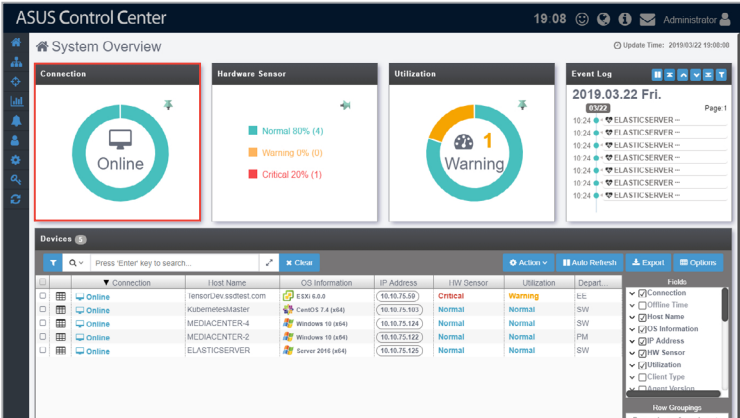 ASUS Control Center
19:08
Administrator
System Overview
Update Time: 2019/03/22 19:08:00
Connection
Online
Hardware Sensor
Normal 80% (4)
Warning 0% (0)
Critical 20% (1)
Utilization
1
Warning
Event Log
2019.03.22 Fri.
03/22
Page:1
10:24 ELASTICSERVER --
10:24 ELASTICSERVER --
10:24 ELASTICSERVER --
10:24 ELASTICSERVER --
10:24 ELASTICSERVER --
10:24 ELASTICSERVER --
10:24 ELASTICSERVER --
Devices 5
Press 'Enter' key to search...
Clear
Action
Auto Refresh
Export
Options
Connection Host Name OS Information IP Address HW Sensor Utilization Depart...
Online TensorDev.ssdtest.com ESXi 6.0.0 10.10.75.59 Critical Warning EE
Online KubernetesMaster CentOS 7.4 (x64) 10.10.75.103 Normal Normal SW
Online MEDIACENTER-4 Windows 10 (x64) 10.10.75.124 Normal Normal SW
Online MEDIACENTER-2 Windows 10 (x64) 10.10.75.122 Normal Normal PM
Online ELASTICSERVER Server 2016 (x64) 10.10.75.125 Normal Normal SW
Fields
Connection
Offline Time
Host Name
OS Information
IP Address
HW Sensor
Utilization
Client Type
Agent Version
Row Groupings